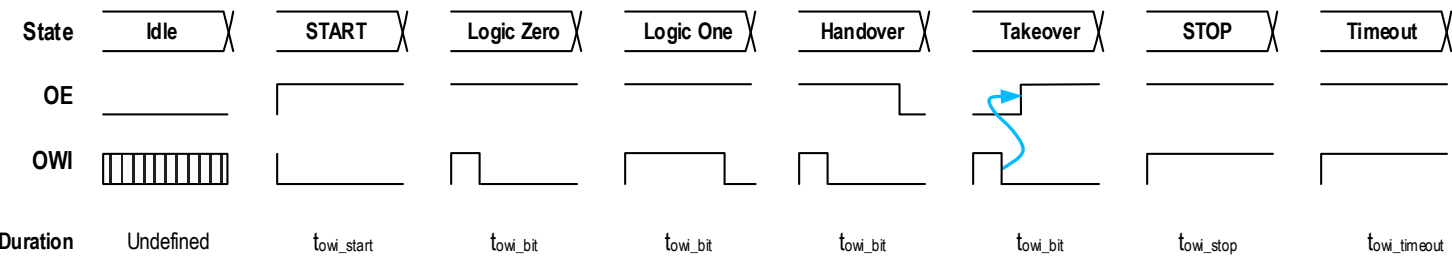 State Idle START Logic Zero Logic One Handover Takeover STOP Timeout
OE
OWI
Duration Undefined towi_start towi_bit towi_bit towi_bit towi_bit towi_stop towi_timeout